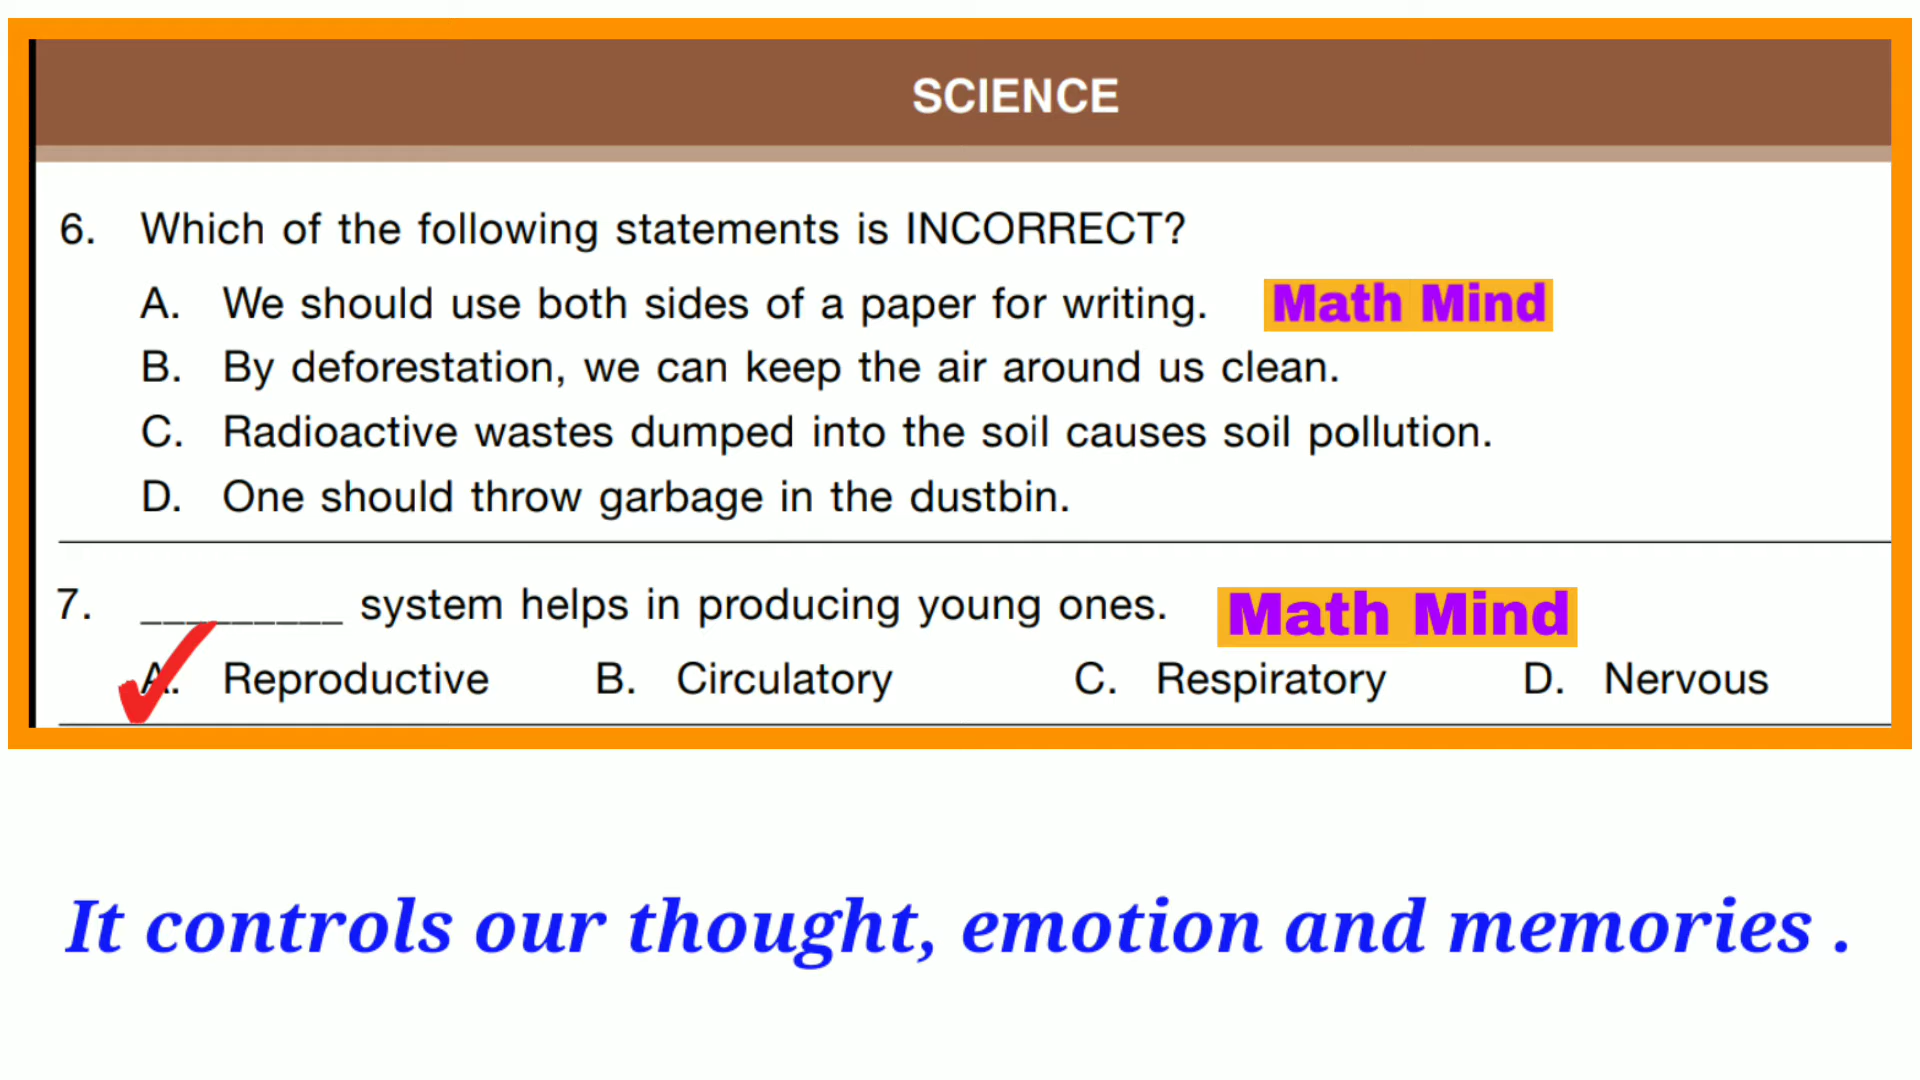 SCIENCE
6. Which of the following statements is INCORRECT?
A. We should use both sides of a paper for writing. Math Mind
B. By deforestation, we can keep the air around us clean.
C. Radioactive wastes dumped into the soil causes soil pollution.
D. One should throw garbage in the dustbin.
7. _________ system helps in producing young ones. Math Mind
A. Reproductive B. Circulatory C. Respiratory D. Nervous
It controls our thought, emotion and memories .